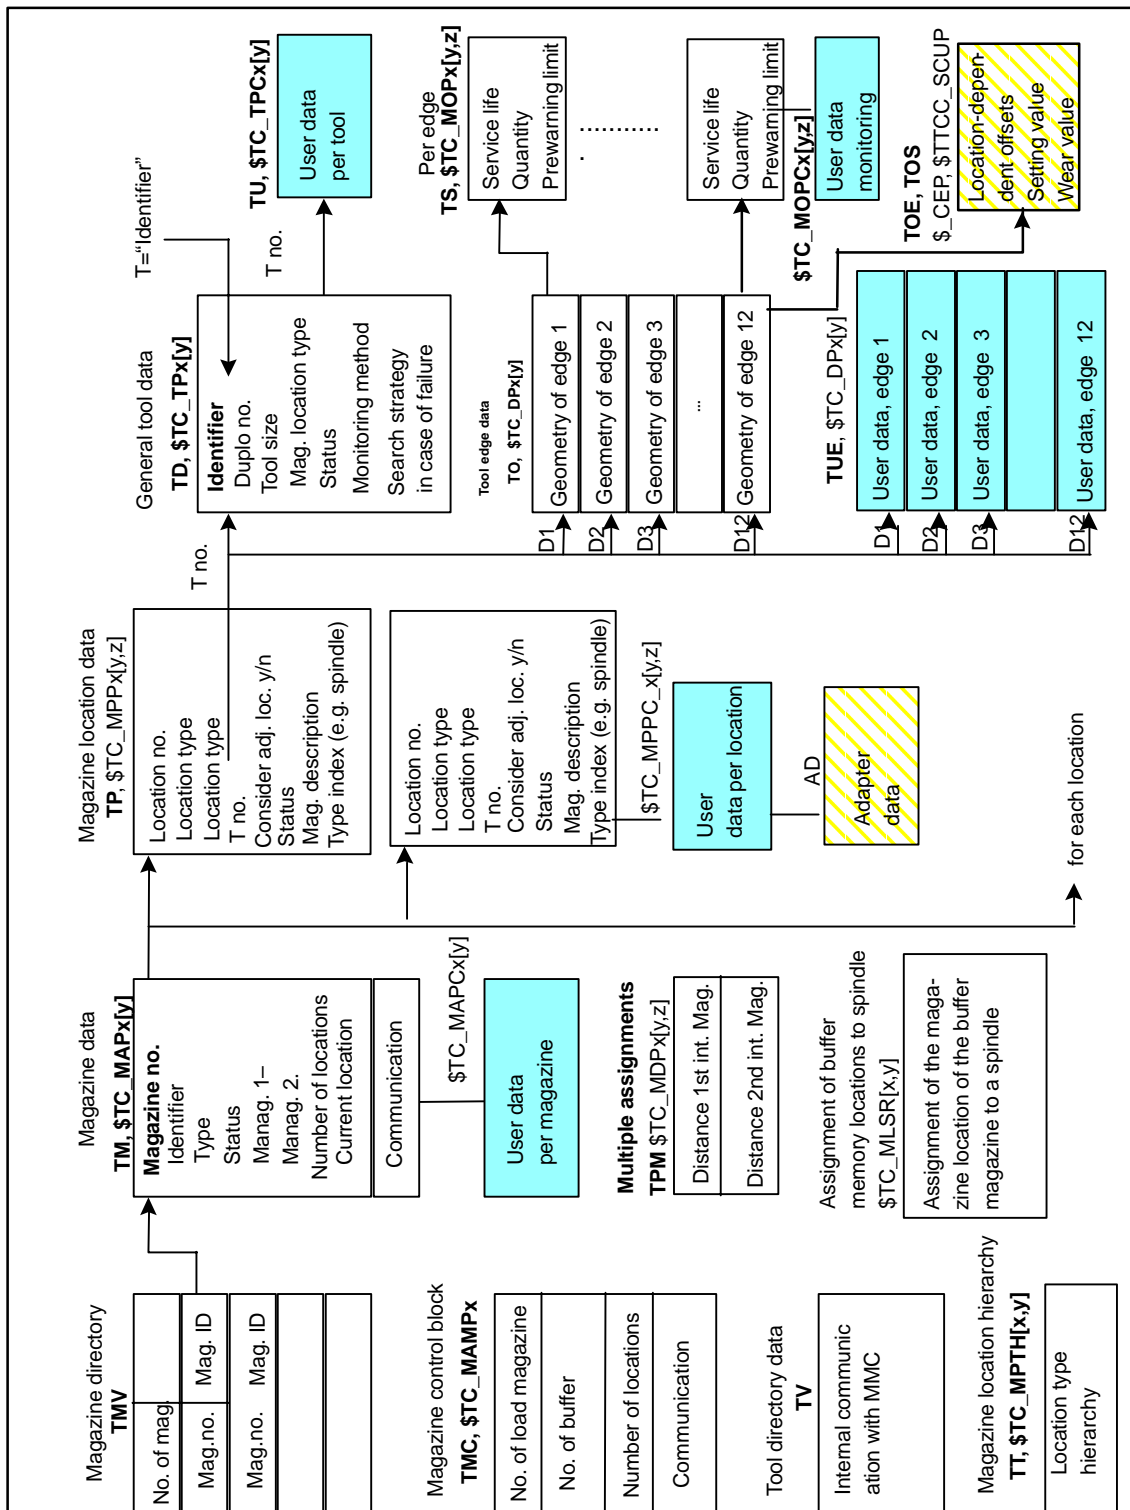 Magazine directory
TMV
No. of mag.
Mag.no.
Mag. ID
Mag.no.
Mag. ID
Magazine control block
TMC, $TC_MAMPx
No. of load magazine
No. of buffer
Number of locations
Communication
Tool directory data
TV
Internal communic
ation with MMC
Magazine location hierarchy
TT, $TC_MPTH[x,y]
Location type
hierarchy
Magazine data
TM, $TC_MAPx[y]
Magazine no.
Identifier
Type
Status
Manag. 1–
Manag. 2.
Number of locations
Current location
Communication
$TC_MAPCx[y]
User data
per magazine
Multiple assignments
TPM $TC_MDPx[y,z]
Distance 1st int. Mag.
Distance 2nd int. Mag.
Assignment of buffer
memory locations to spindle
$TC_MLSR[x,y]
Assignment of the maga-
zine location of the buffer
magazine to a spindle
Magazine location data
TP, $TC_MPPx[y,z]
Location no.
Location type
Location type
T no.
Consider adj. loc. y/n
Status
Mag. description
Type index (e.g. spindle)
Location no.
Location type
Location type
T no.
Consider adj. loc. y/n
Status
Mag. description
Type index (e.g. spindle)
$TC_MPPC_x[y,z]
User
data per location
AD
Adapter
data
for each location
General tool data
TD, $TC_TPx[y]
T="Identifier”
T no.
Identifier
Duplo no.
Tool size
Mag. location type
Status
Monitoring method
Search strategy
in case of failure
T no.
TU, $TC_TPCx[y]
User data
per tool
Tool edge data
TO, $TC_DPx[y]
D1
Geometry of edge 1
D2
Geometry of edge 2
D3
Geometry of edge 3
...
D12
Geometry of edge 12
Per edge
TS, $TC_MOPx[y,z]
Service life
Quantity
Prewarning limit
............
.
Service life
Quantity
Prewarning limit
$TC_MOPCx[y,z]
User data
monitoring
TUE, $TC_DPx[y]
D1
User data, edge 1
D2
User data, edge 2
D3
User data, edge 3
D12
User data, edge 12
TOE, TOS
$_CEP, $TTCC_SCUP
Location-depen-
dent offsets
Setting value
Wear value